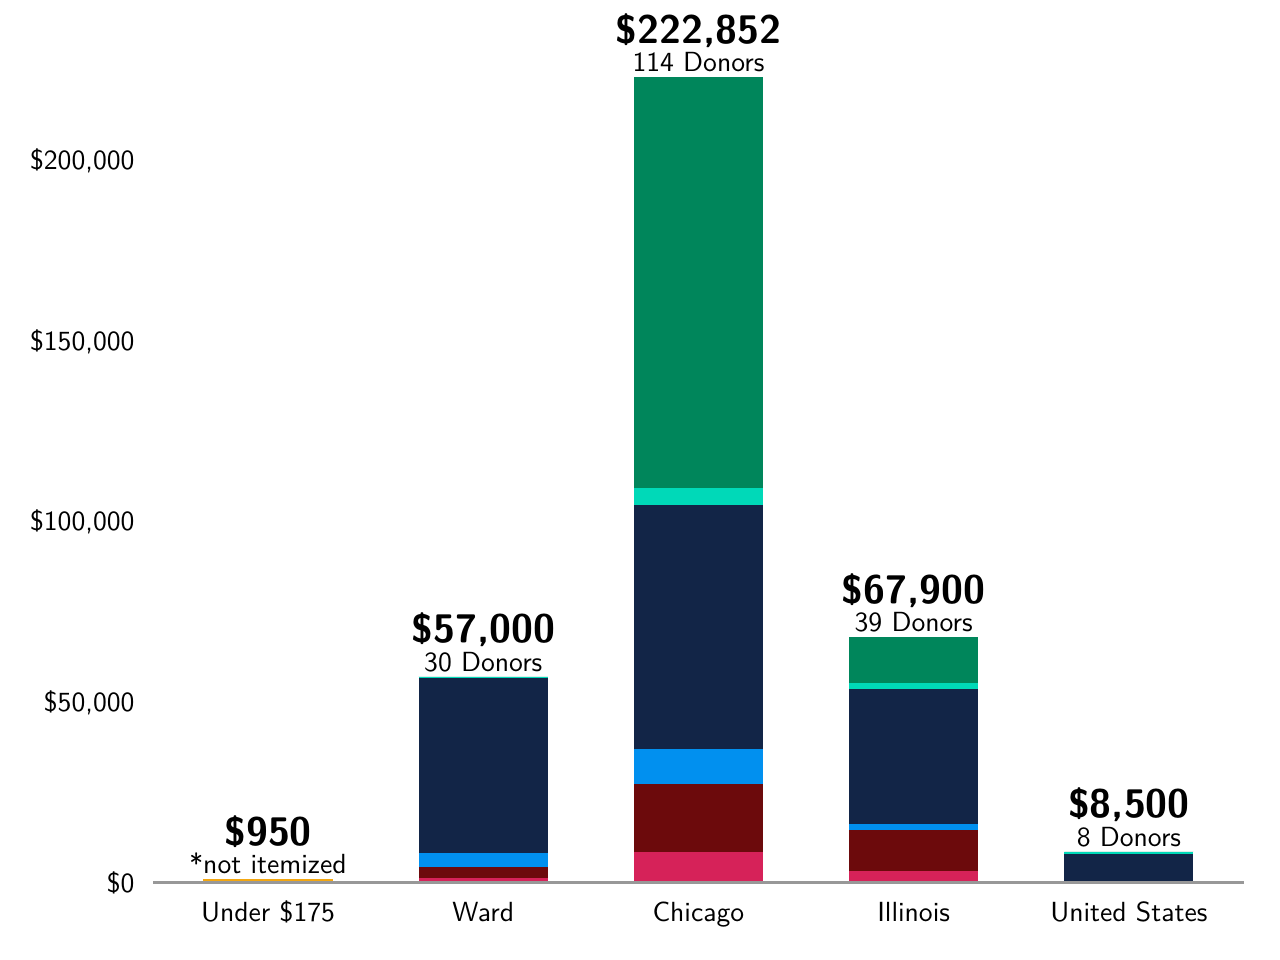 $222,852
114 Donors
$200,000
$150,000
$100,000
$67,900
39 Donors
$57,000
30 Donors
$50,000
$8,500
8 Donors
$950
*not itemized
$0
Under $175
Ward
Chicago
Illinois
United States